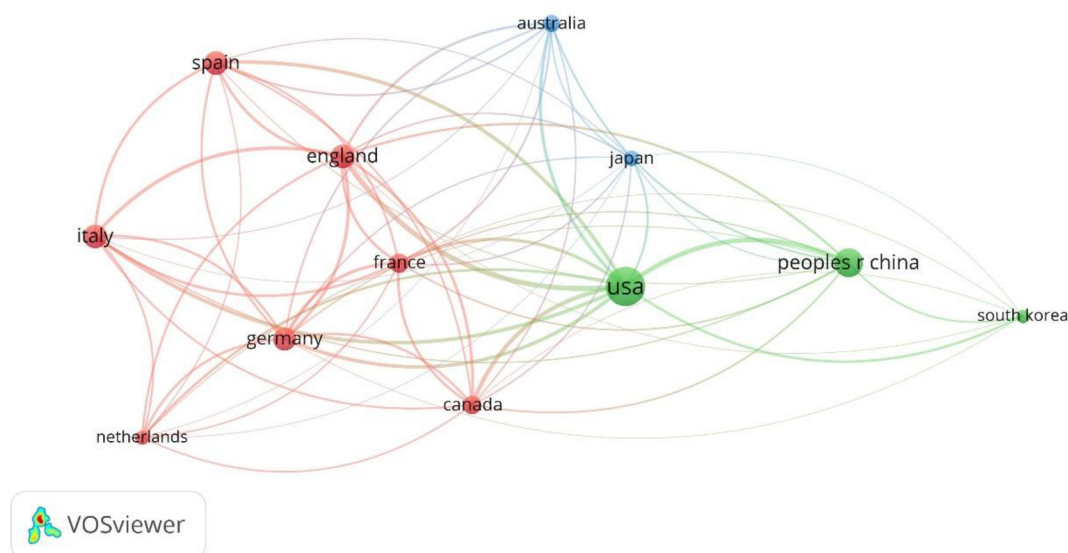 australia
spain
england
japan
italy
france
peoples r china
usa
south korea
germany
canada
netherlands
VOSviewer